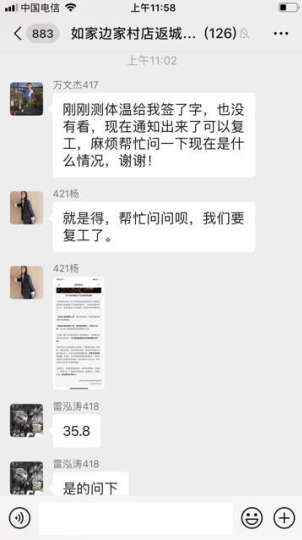 中国电信
上午11:58
883
如家边家村店返城... （126）
上午11:02
万文杰417
刚刚测体温给我签了字，也没
有看，现在通知出来了可以复
工，麻烦帮忙问一下现在是什
么情况，谢谢！
421杨
就是得，帮忙问问呗，我们要
复工了。
421杨
雷泓涛418
35.8
雷泓涛418
是的问下